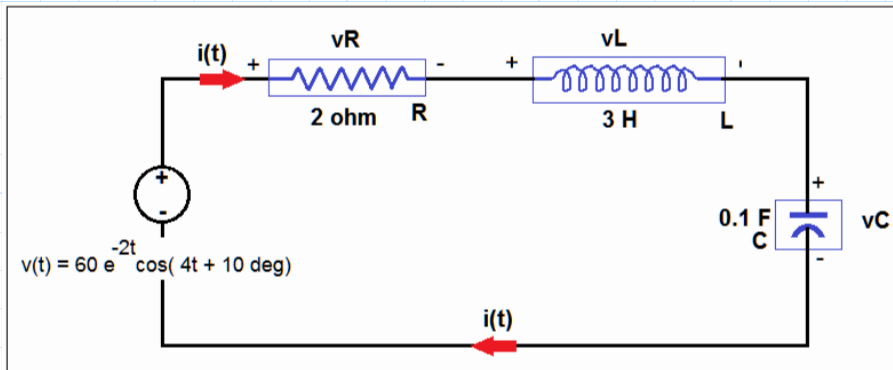 vR
vL
i(t)
+
-
+
-
2 ohm
R
3 H
L
+
-
+
0.1 F
C
vC
-
v(t) = 60 e^-2t cos( 4t + 10 deg)
i(t)